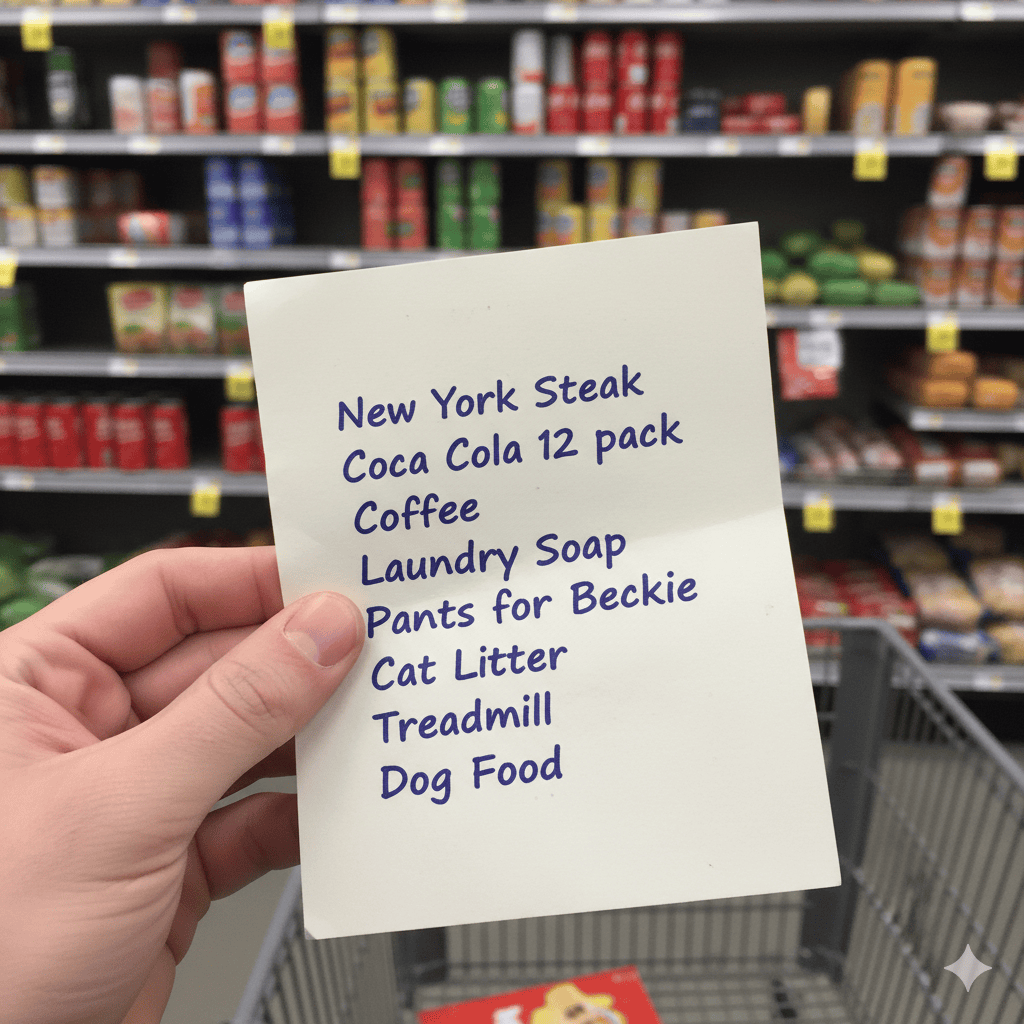 New York Steak
Coca Cola 12 pack
Coffee
Laundry Soap
Pants for Beckie
Cat Litter
Treadmill
Dog Food